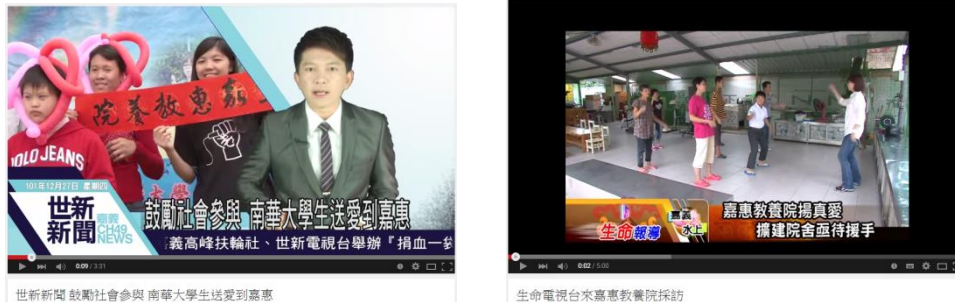 院養教惠嘉
POLO JEANS
101年12月27日 星期四
世新
新聞
嘉義
CH49
NEWS
大學
鼓勵社會參與 南華大學生送愛到嘉惠
義高峰扶輪社、世新電視台舉辦『捐血一袋
0:09 / 3:31
世新新聞 鼓勵社會參與 南華大學生送愛到嘉惠
生命報導
嘉義
水上
嘉惠教養院揚真愛
擴建院舍亟待援手
0:02 / 5:00
生命電視台來嘉惠教養院採訪